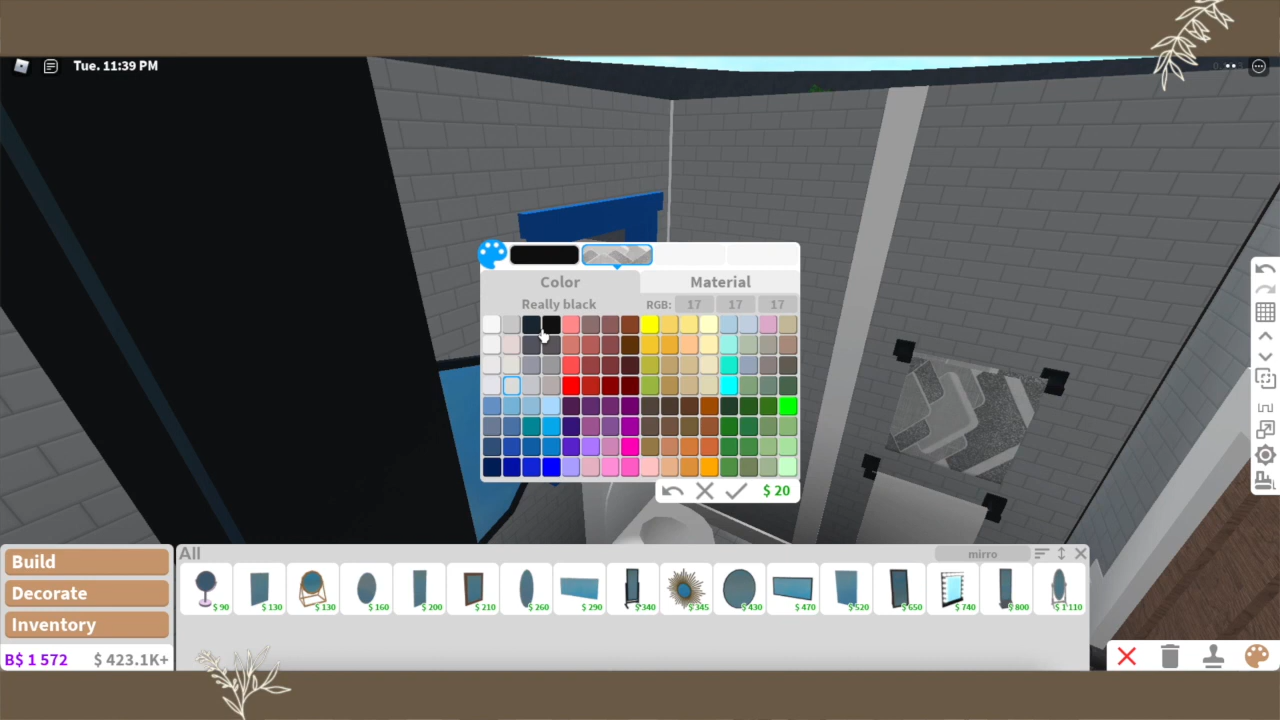 Tue. 11:39 PM
Color
Material
Really black
RGB: 17 17 17
$ 20
Build
Decorate
Inventory
B$ 1 572 $ 423.1K+
All
mirro
$ 90 $ 130 $ 130 $ 160 $ 200 $ 210 $ 260 $ 290 $ 340 $ 345 $ 430 $ 470 $ 520 $ 650 $ 740 $ 800 $ 1 110